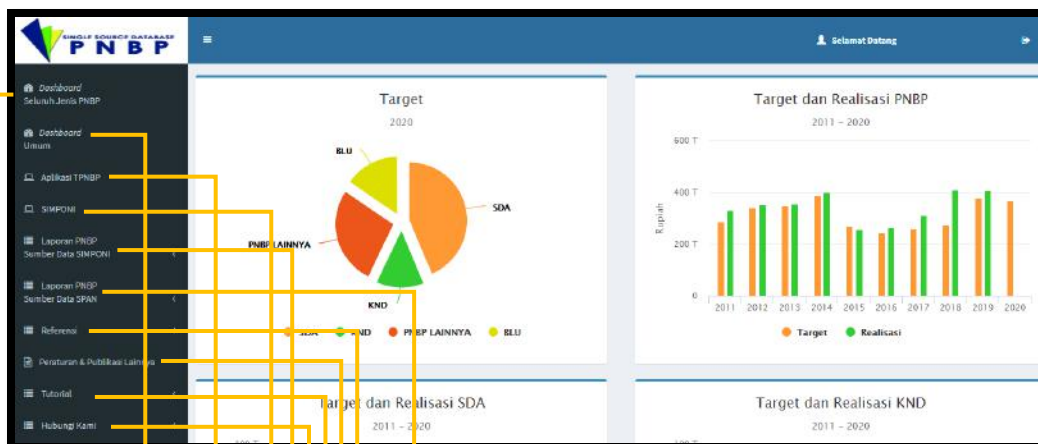 SINGLE SOURCE DATABASE
PNBP
Selamat Datang
Dashboard
Seluruh Jenis PNBP
Dashboard
Umum
Aplikasi TPNBP
SIMPONI
Laporan PNBP
Sumber Data SIMPONI
Laporan PNBP
Sumber Data SPAN
Referensi
Peraturan & Publikasi Lainnya
Tutorial
Hubungi Kami
Target
2020
BLU
SDA
PNBP LAINNYA
KND
SDA KND PNBP LAINNYA BLU
Target dan Realisasi PNBP
2011 - 2020
600 T
400 T
200 T
0
Rupiah
2011 2012 2013 2014 2015 2016 2017 2018 2019 2020
Target Realisasi
Target dan Realisasi SDA
2011 - 2020
Target dan Realisasi KND
2011 - 2020